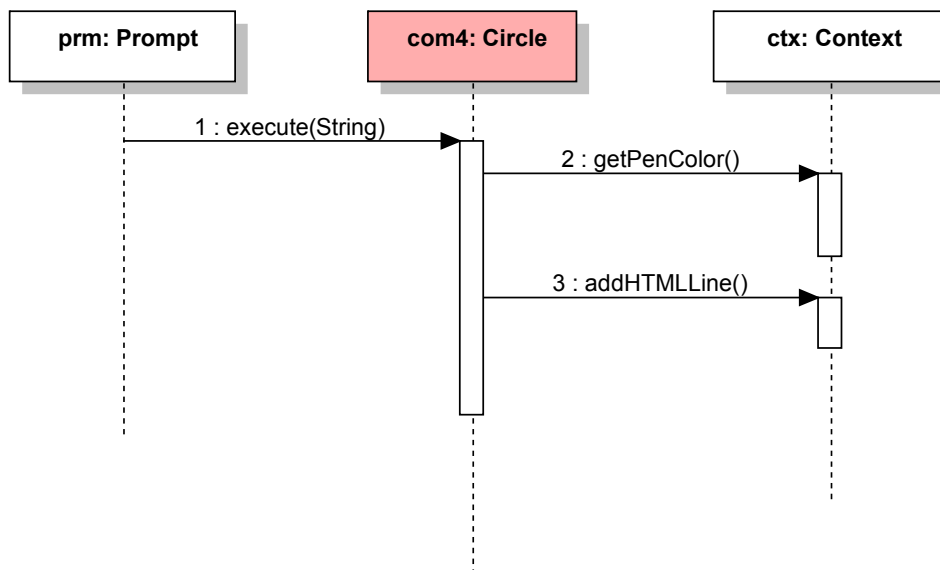 prm: Prompt
com4: Circle
ctx: Context
1 : execute(String)
2 : getPenColor()
3 : addHTMLLine()